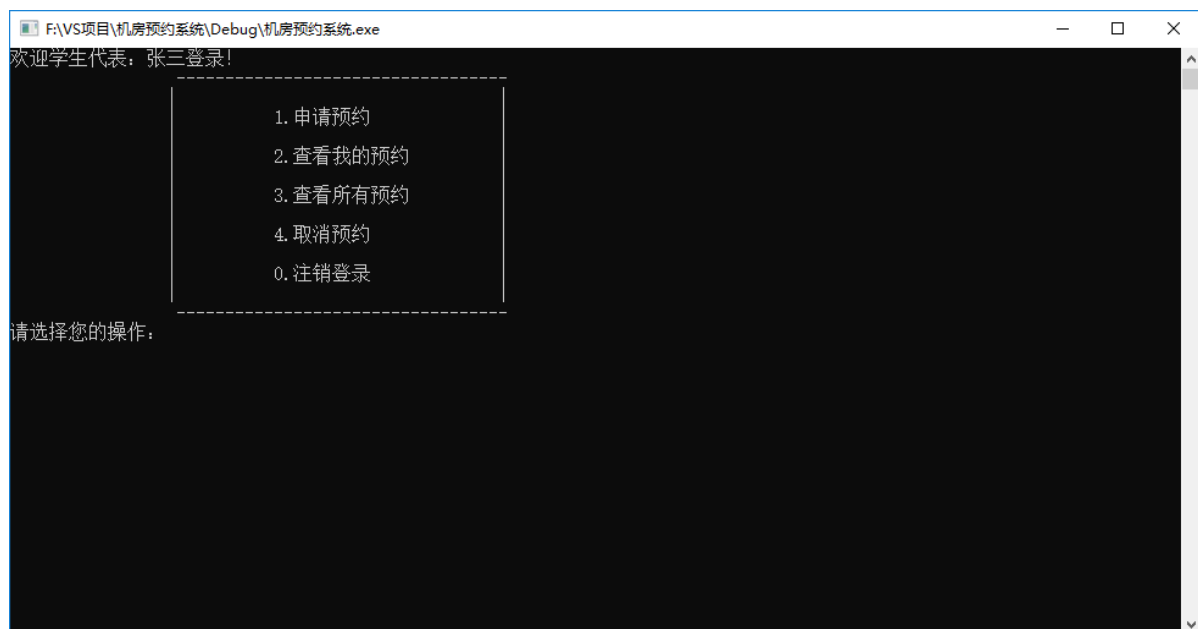 F:\VS项目\机房预约系统\Debug\机房预约系统.exe
欢迎学生代表：张三登录！
1.申请预约
2.查看我的预约
3.查看所有预约
4.取消预约
0.注销登录
请选择您的操作：